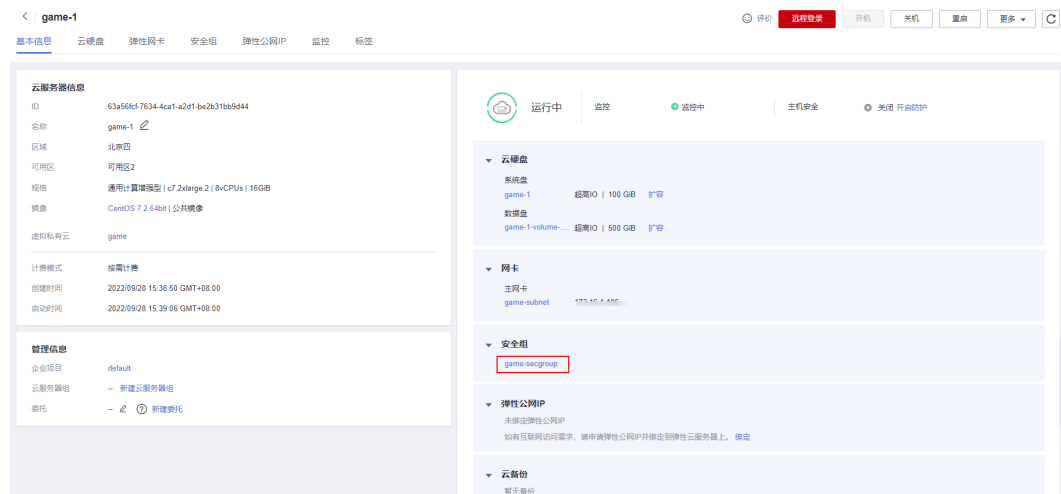 game-1
评价 远程登录 开机 关机 重启 更多
基本信息 云硬盘 弹性网卡 安全组 弹性公网IP 监控 标签
云服务器信息
ID 63a56fcf-7634-4ca1-a2d1-be2b31bb9d44
名称 game-1
区域 北京四
可用区 可用区2
规格 通用计算增强型 | c7.2xlarge.2 | 8vCPUs | 16GiB
镜像 CentOS 7.2 64bit | 公共镜像
虚拟私有云 game
计费模式 按需计费
创建时间 2022/09/28 15:38:50 GMT+08:00
启动时间 2022/09/28 15:39:06 GMT+08:00
管理信息
企业项目 default
云服务器组 -- 新建云服务器组
委托 -- 新建委托
运行中 监控 监控中 主机安全 关闭 开启防护
云硬盘
系统盘
game-1 超高IO | 100 GiB 扩容
数据盘
game-1-volume-... 超高IO | 500 GiB 扩容
网卡
主网卡
game-subnet
安全组
game-secgroup
弹性公网IP
未绑定弹性公网IP
如有互联网访问需求，请申请弹性公网IP并绑定到弹性云服务器上。 绑定
云备份
暂无备份